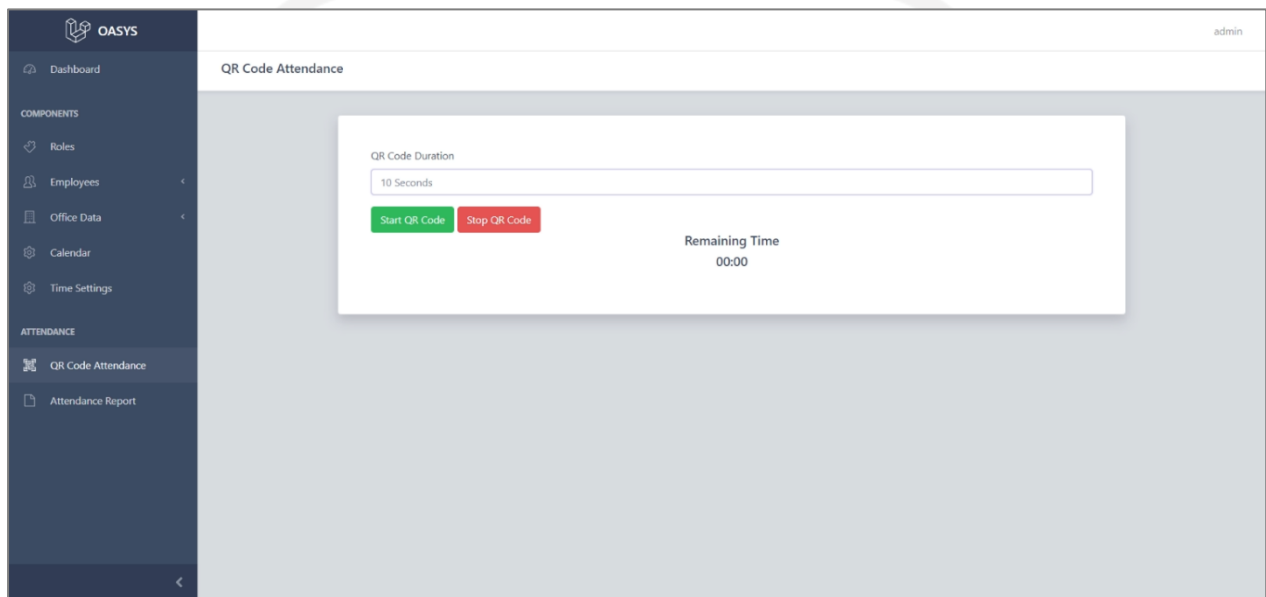 OASYS
admin
Dashboard
QR Code Attendance
COMPONENTS
Roles
Employees
Office Data
Calendar
Time Settings
ATTENDANCE
QR Code Attendance
Attendance Report
QR Code Duration
10 Seconds
Start QR Code
Stop QR Code
Remaining Time
00:00